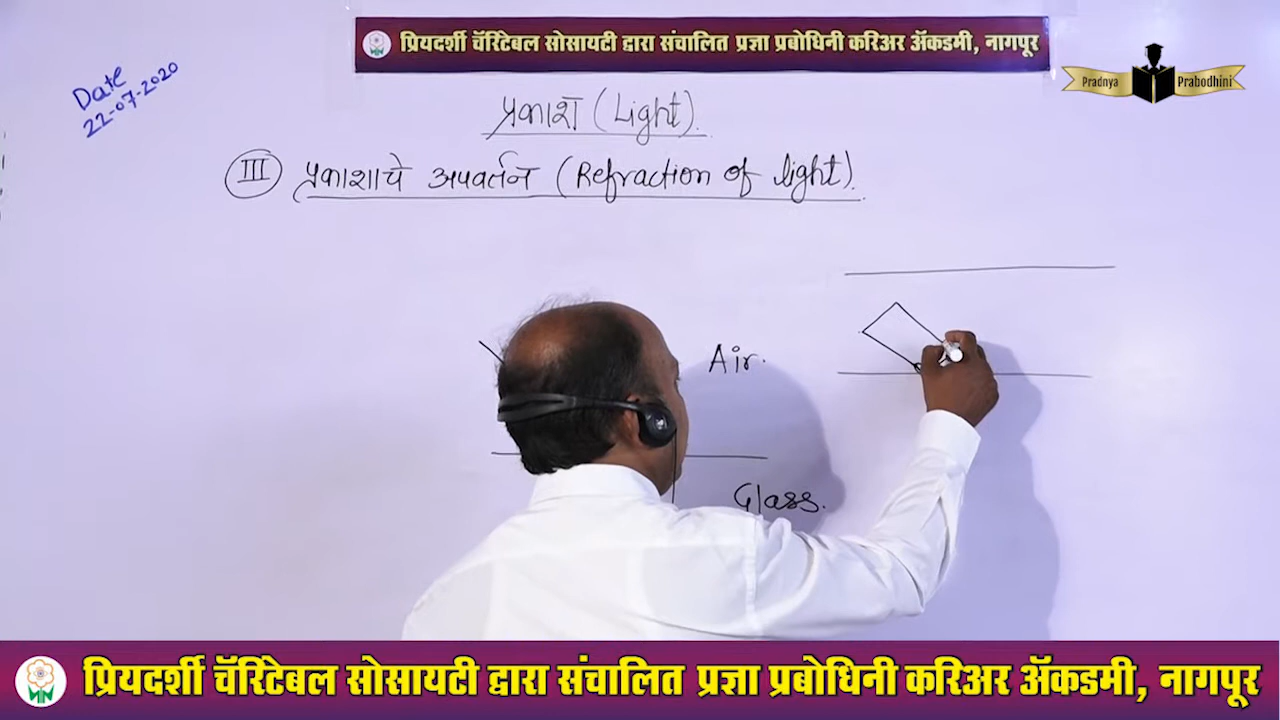 प्रियदर्शी चॅरिटेबल सोसायटी द्वारा संचालित प्रज्ञा प्रबोधिनी करिअर ॲकडमी, नागपूर
Pradnya Prabodhini
Date
22-07-2020
प्रकाश (Light).
III प्रकाशाचे अपवर्तन (Refraction of light).
Air.
Glass.
प्रियदर्शी चॅरिटेबल सोसायटी द्वारा संचालित प्रज्ञा प्रबोधिनी करिअर ॲकडमी, नागपूर